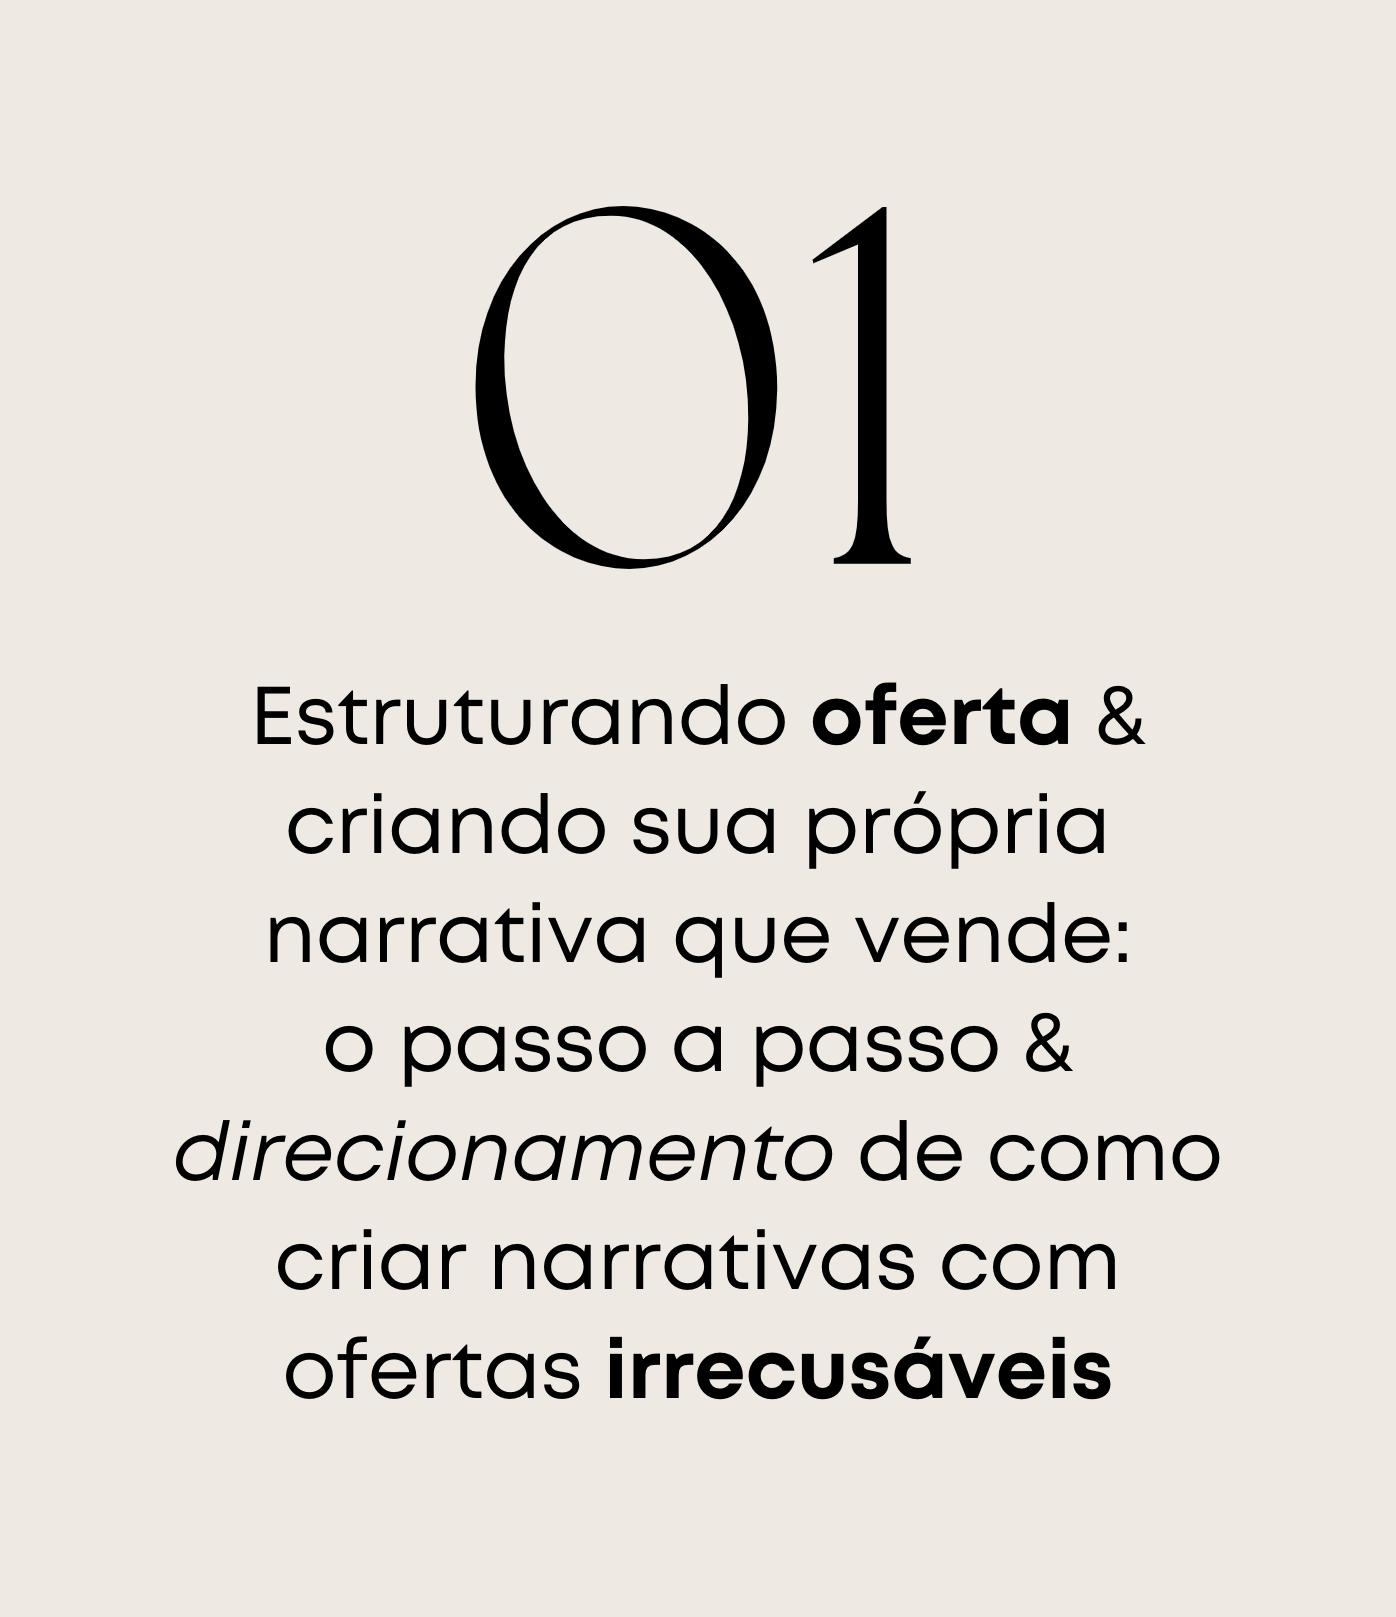 01
Estruturando oferta &
criando sua própria
narrativa que vende:
o passo a passo &
direcionamento de como
criar narrativas com
ofertas irrecusáveis